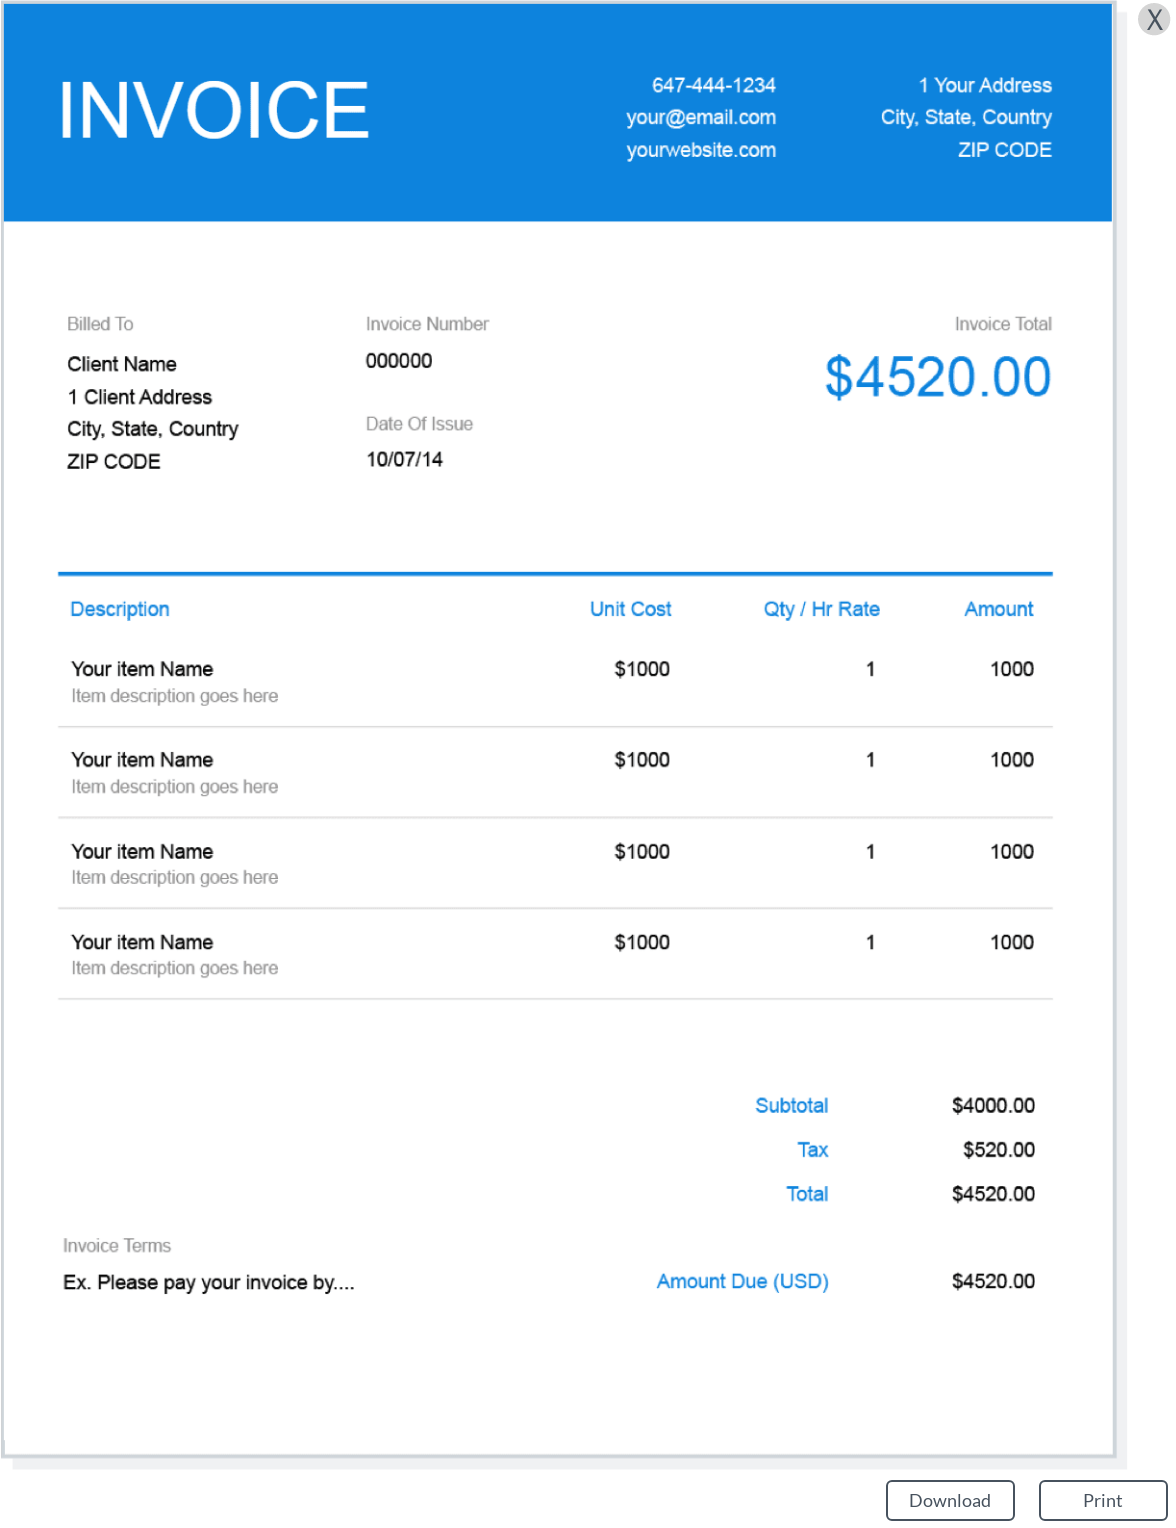 X
INVOICE
647-444-1234
your@email.com
yourwebsite.com
1 Your Address
City, State, Country
ZIP CODE
Billed To
Client Name
1 Client Address
City, State, Country
ZIP CODE
Invoice Number
000000
Date Of Issue
10/07/14
Invoice Total
$4520.00
Description Unit Cost Qty / Hr Rate Amount
Your item Name $1000 1 1000
Item description goes here
Your item Name $1000 1 1000
Item description goes here
Your item Name $1000 1 1000
Item description goes here
Your item Name $1000 1 1000
Item description goes here
Subtotal $4000.00
Tax $520.00
Total $4520.00
Invoice Terms
Ex. Please pay your invoice by....
Amount Due (USD) $4520.00
Download Print